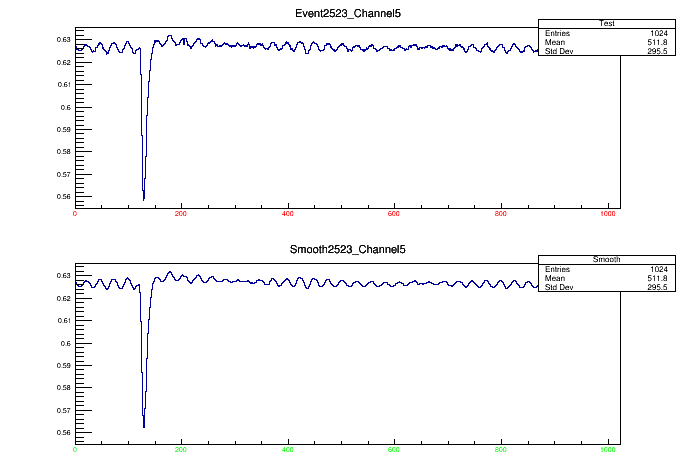 Event2523_Channel5
Test
Entries 1024
Mean 511.8
Std Dev 295.5
0.63
0.62
0.61
0.6
0.59
0.58
0.57
0.56
0 200 400 600 800 1000
Smooth2523_Channel5
Smooth
Entries 1024
Mean 511.8
Std Dev 295.5
0.63
0.62
0.61
0.6
0.59
0.58
0.57
0.56
0 200 400 600 800 1000